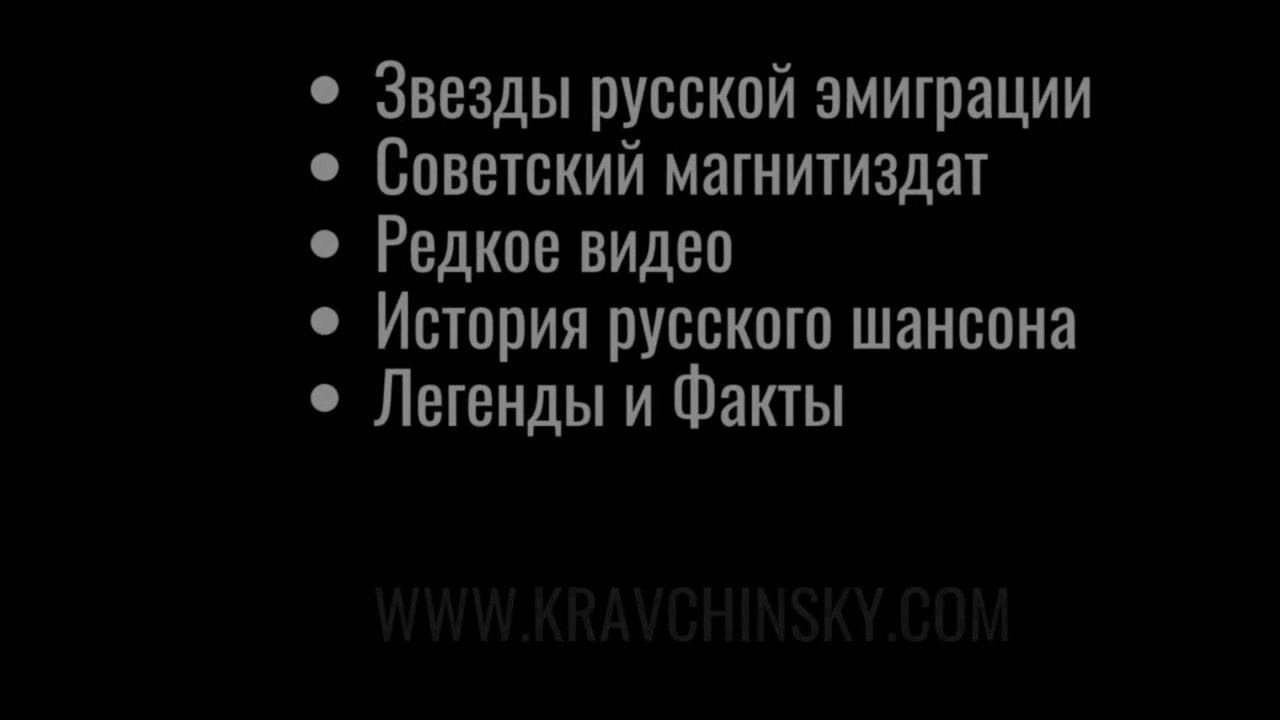 • Звезды русской эмиграции
• Советский магнитиздат
• Редкое видео
• История русского шансона
• Легенды и Факты
WWW.KRAVCHINSKY.COM